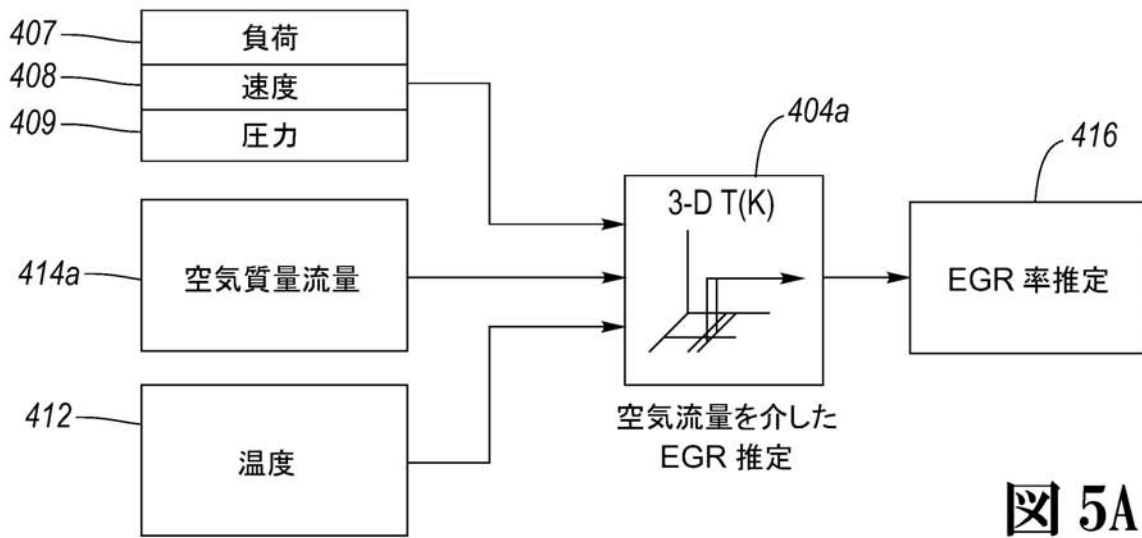 407
負荷
408
速度
409
圧力
404a
416
3-D T(K)
414a
空気質量流量
EGR 率推定
412
温度
空気流量を介した
EGR 推定
図 5A